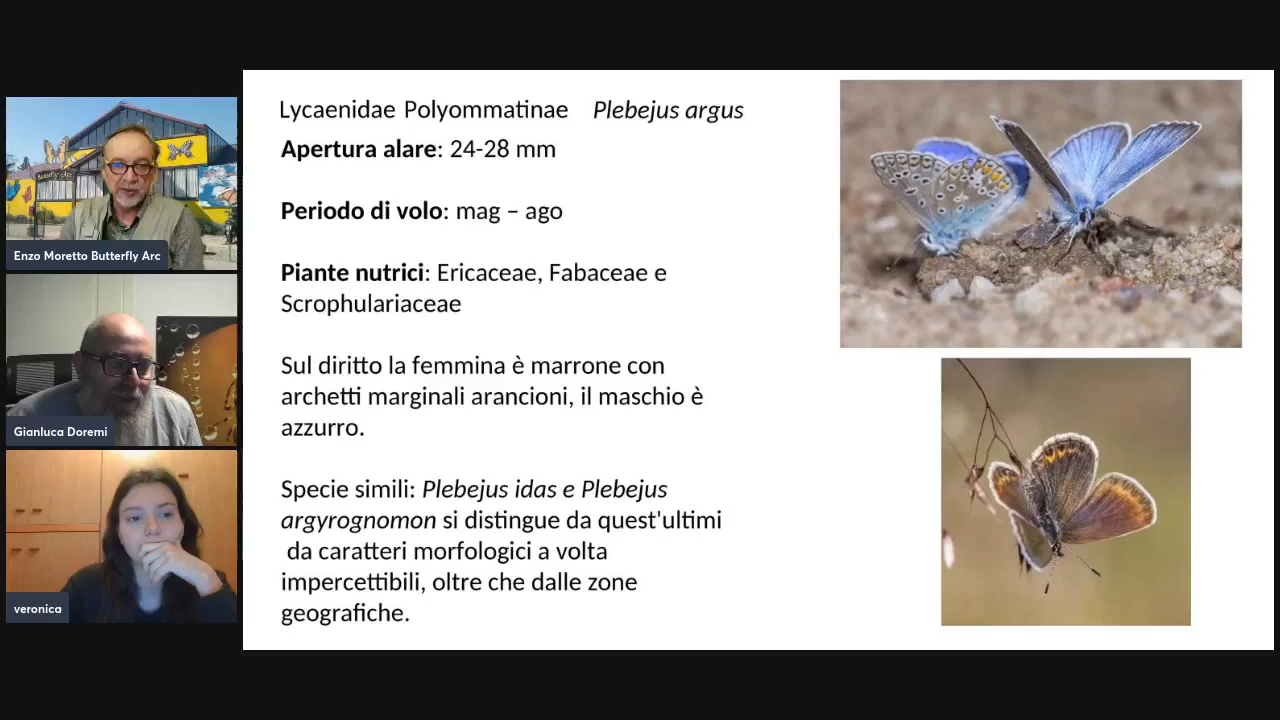 Enzo Moretto Butterfly Arc
Gianluca Doremi
veronica
Lycaenidae Polyommatinae Plebejus argus
Apertura alare: 24-28 mm
Periodo di volo: mag – ago
Piante nutrici: Ericaceae, Fabaceae e
Scrophulariaceae
Sul diritto la femmina è marrone con
archetti marginali arancioni, il maschio è
azzurro.
Specie simili: Plebejus idas e Plebejus
argyrognomon si distingue da quest'ultimi
da caratteri morfologici a volta
impercettibili, oltre che dalle zone
geografiche.